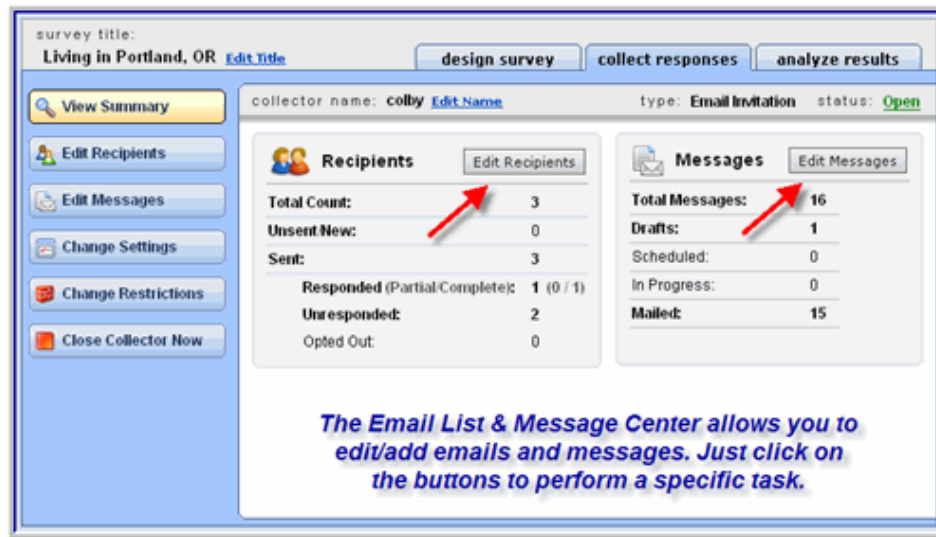 survey title:
Living in Portland, OR Edit Title
design survey
collect responses
analyze results
View Summary
Edit Recipients
Edit Messages
Change Settings
Change Restrictions
Close Collector Now
collector name: colby Edit Name
type: Email Invitation status: Open
Recipients Edit Recipients
Total Count: 3
Unsent/New: 0
Sent: 3
Responded (Partial/Complete): 1 (0 / 1)
Unresponded: 2
Opted Out: 0
Messages Edit Messages
Total Messages: 16
Drafts: 1
Scheduled: 0
In Progress: 0
Mailed: 15
The Email List & Message Center allows you to
edit/add emails and messages. Just click on
the buttons to perform a specific task.